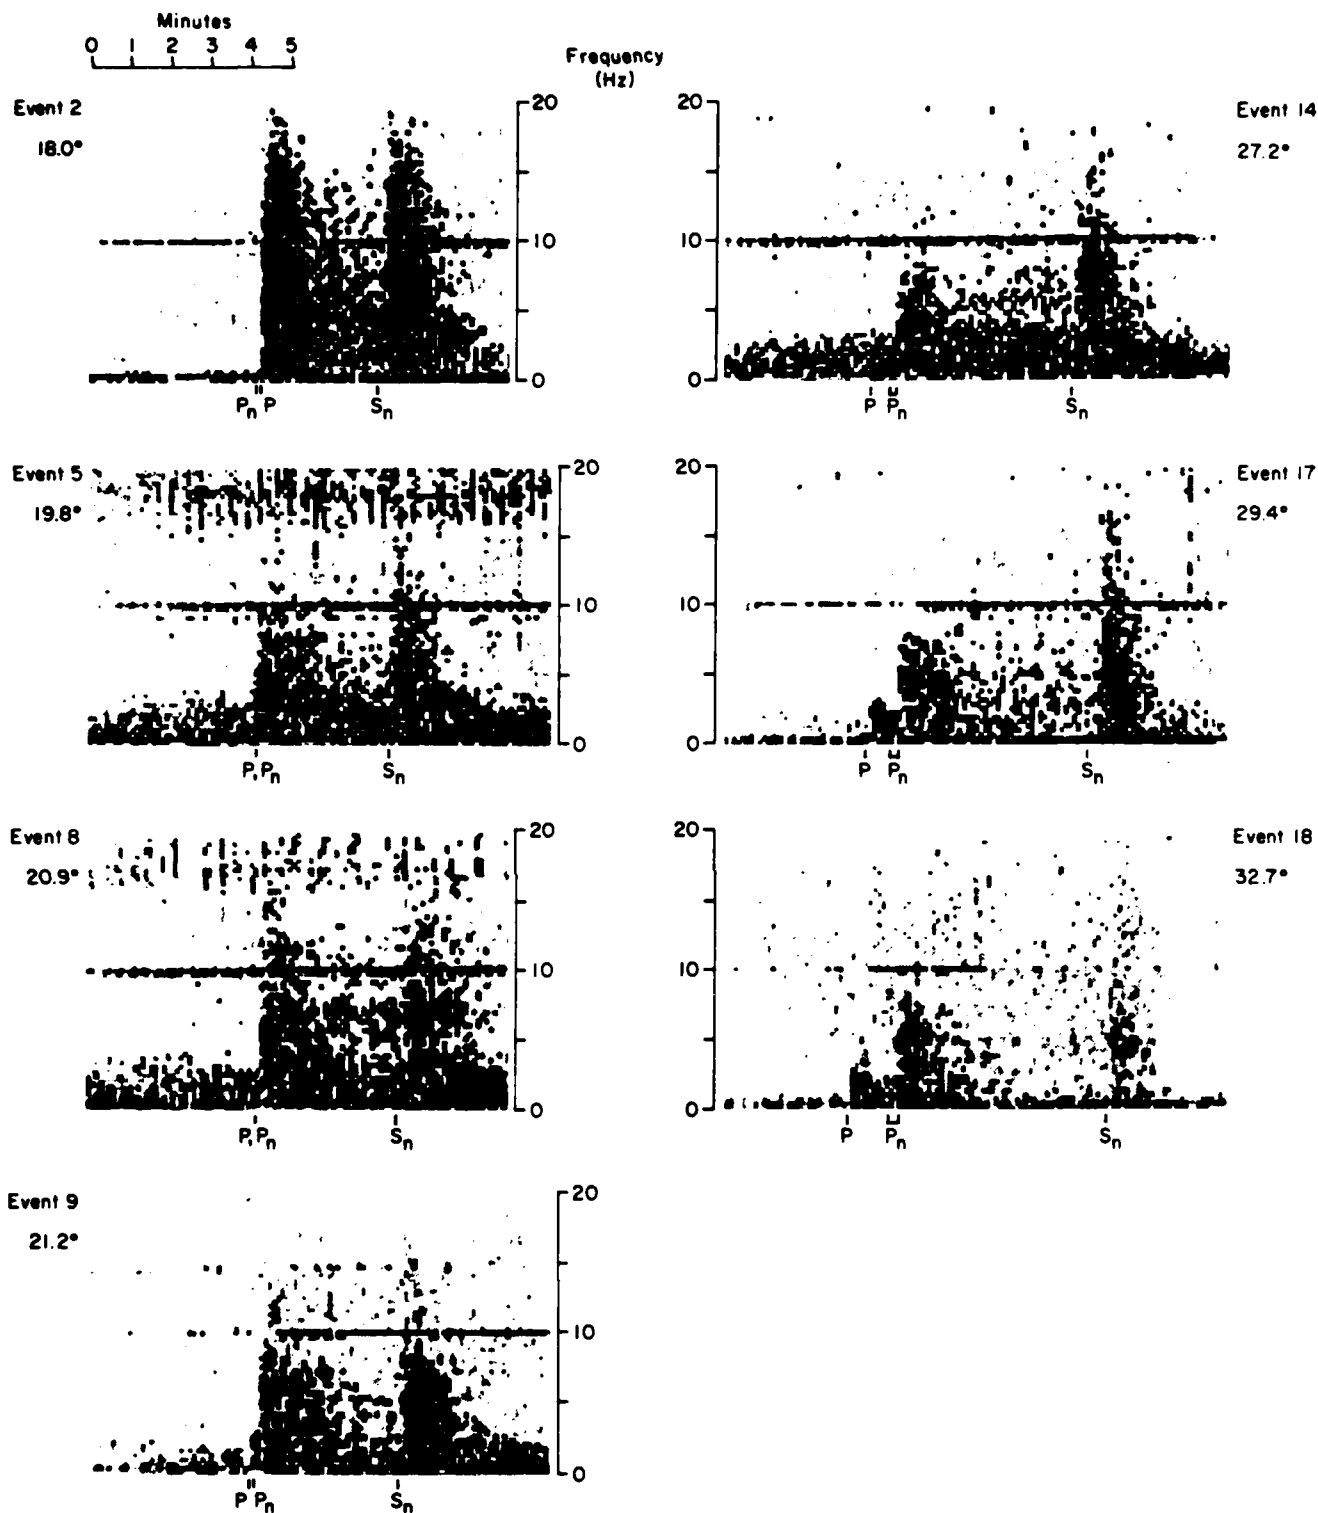 Minutes
0 1 2 3 4 5
Frequency
(Hz)
Event 2
18.0°
20
10
0
Pn P Sn
Event 14
27.2°
20
10
0
P Pn Sn
Event 5
19.8°
20
10
0
P, Pn Sn
Event 17
29.4°
20
10
0
P Pn Sn
Event 8
20.9°
20
10
0
P, Pn Sn
Event 18
32.7°
20
10
0
P Pn Sn
Event 9
21.2°
20
10
0
P Pn Sn